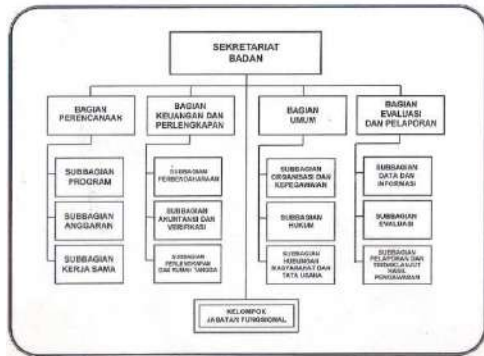 SEKRETARIAT
BADAN
BAGIAN
PERENCANAAN
BAGIAN
KEUANGAN DAN
PERLENGKAPAN
BAGIAN
UMUM
BAGIAN
EVALUASI
DAN PELAPORAN
SUBBAGIAN
PROGRAM
SUBBAGIAN
ANGGARAN
SUBBAGIAN
KERJA SAMA
SUBBAGIAN
PERBENDAHARAAN
SUBBAGIAN
AKUNTANSI DAN
VERIFIKASI
SUBBAGIAN
PERLENGKAPAN
DAN RUMAH TANGGA
SUBBAGIAN
ORGANISASI DAN
KEPEGAWAIAN
SUBBAGIAN
HUKUM
SUBBAGIAN
HUBUNGAN
MASYARAKAT DAN
TATA USAHA
SUBBAGIAN
DATA DAN
INFORMASI
SUBBAGIAN
EVALUASI
SUBBAGIAN
PELAPORAN DAN
TINDAK LANJUT
HASIL
PENGAWASAN
KELOMPOK
JABATAN FUNGSIONAL